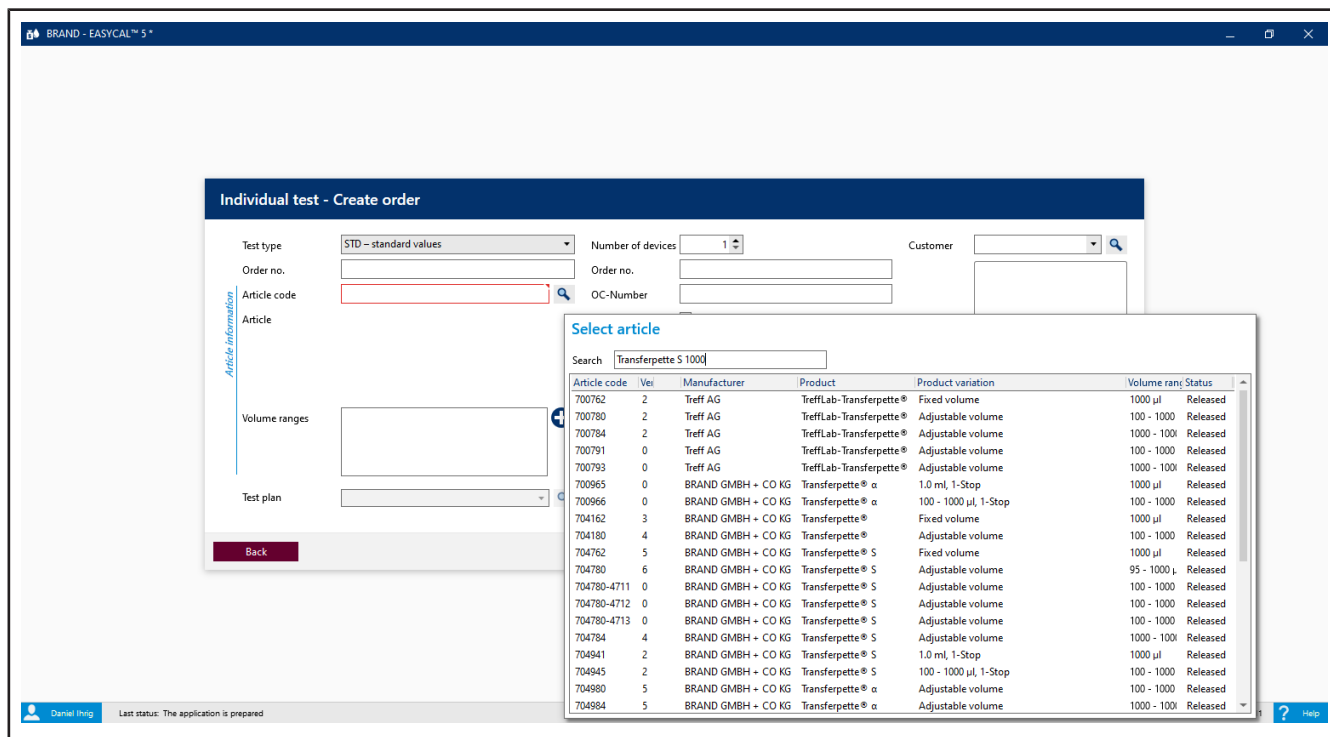 BRAND - EASYCAL™ 5 *
Individual test - Create order
Test type STD – standard values Number of devices 1 Customer
Order no. Order no.
Article code OC-Number
Article information
Article
Volume ranges
Test plan
Back
Select article
Search Transferpette S 1000
Article code Ver Manufacturer Product Product variation Volume rang Status
700762 2 Treff AG TreffLab-Transferpette® Fixed volume 1000 µl Released
700780 2 Treff AG TreffLab-Transferpette® Adjustable volume 100 - 1000 Released
700784 2 Treff AG TreffLab-Transferpette® Adjustable volume 1000 - 100 Released
700791 0 Treff AG TreffLab-Transferpette® Adjustable volume 100 - 1000 Released
700793 0 Treff AG TreffLab-Transferpette® Adjustable volume 1000 - 100 Released
700965 0 BRAND GMBH + CO KG Transferpette® α 1.0 ml, 1-Stop 1000 µl Released
700966 0 BRAND GMBH + CO KG Transferpette® α 100 - 1000 µl, 1-Stop 100 - 1000 Released
704162 3 BRAND GMBH + CO KG Transferpette® Fixed volume 1000 µl Released
704180 4 BRAND GMBH + CO KG Transferpette® Adjustable volume 100 - 1000 Released
704762 5 BRAND GMBH + CO KG Transferpette® S Fixed volume 1000 µl Released
704780 6 BRAND GMBH + CO KG Transferpette® S Adjustable volume 95 - 1000 µ Released
704780-4711 0 BRAND GMBH + CO KG Transferpette® S Adjustable volume 100 - 1000 Released
704780-4712 0 BRAND GMBH + CO KG Transferpette® S Adjustable volume 100 - 1000 Released
704780-4713 0 BRAND GMBH + CO KG Transferpette® S Adjustable volume 100 - 1000 Released
704784 4 BRAND GMBH + CO KG Transferpette® S Adjustable volume 1000 - 100 Released
704941 2 BRAND GMBH + CO KG Transferpette® S 1.0 ml, 1-Stop 1000 µl Released
704945 2 BRAND GMBH + CO KG Transferpette® S 100 - 1000 µl, 1-Stop 100 - 1000 Released
704980 5 BRAND GMBH + CO KG Transferpette® α Adjustable volume 100 - 1000 Released
704984 5 BRAND GMBH + CO KG Transferpette® α Adjustable volume 1000 - 100 Released
Daniel Ihrig Last status: The application is prepared 1 ? Help